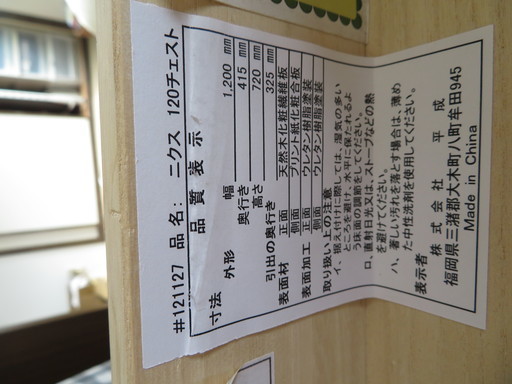 #121127 品名: ニクス 120チェスト
品質表示
寸法 外形 幅 1,200 mm
奥行き 415 mm
高さ 720 mm
引出の奥行き 325 mm
表面材 正面 天然木化粧繊維板
側面 プリント紙化粧合板
表面加工 正面 ウレタン樹脂塗装
側面 ウレタン樹脂塗装
取り扱い上の注意
イ、据え付けに際しては、湿気の多い
ところを避け、水平に保たれるよ
う床面の調節をしてください。
ロ、直射日光又は、ストーブなどの熱
を避けてください。
ハ、著しい汚れを落とす場合は、薄め
た中性洗剤を使用してください。
表示者 株式会社 平成
福岡県三潴郡大木町八町牟田945
Made in China